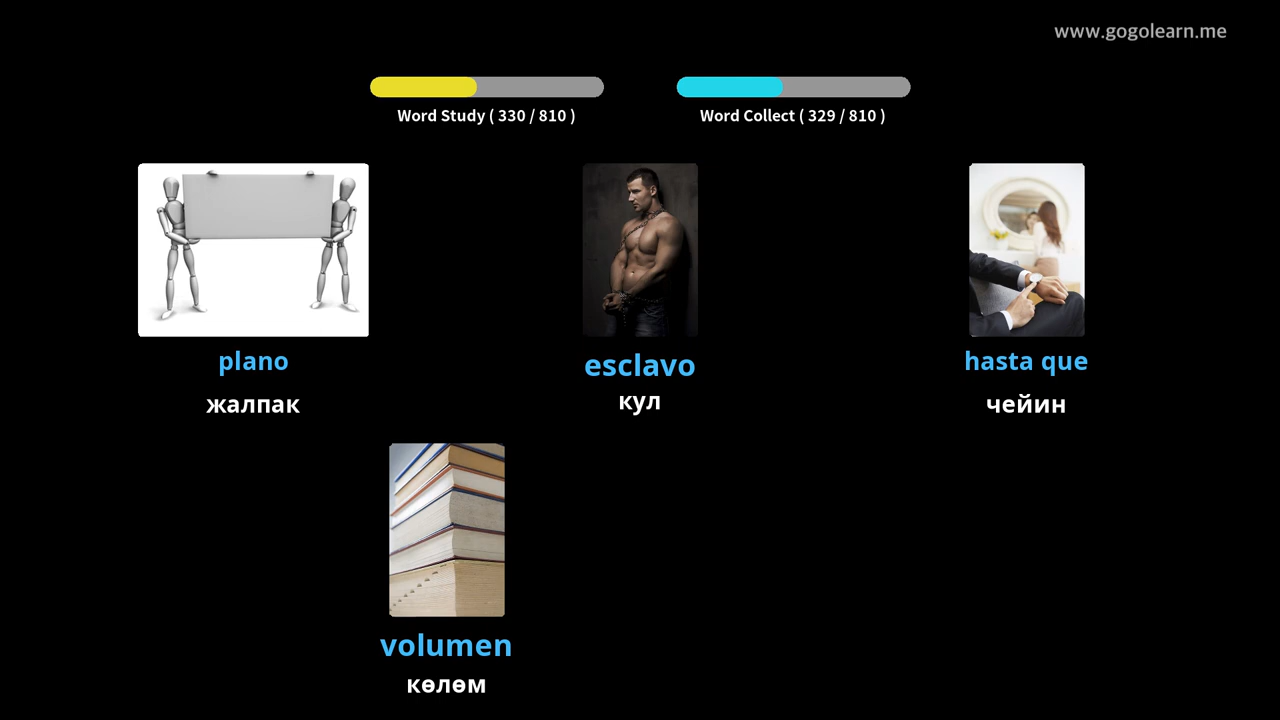 www.gogolearn.me
Word Study ( 330 / 810 )
Word Collect ( 329 / 810 )
plano
жалпак
esclavo
кул
hasta que
чейин
volumen
көлөм